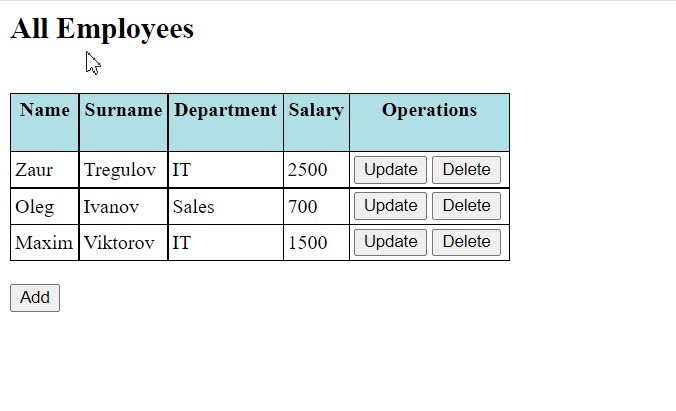 All Employees
Name Surname Department Salary Operations
Zaur Tregulov IT 2500 Update Delete
Oleg Ivanov Sales 700 Update Delete
Maxim Viktorov IT 1500 Update Delete
Add